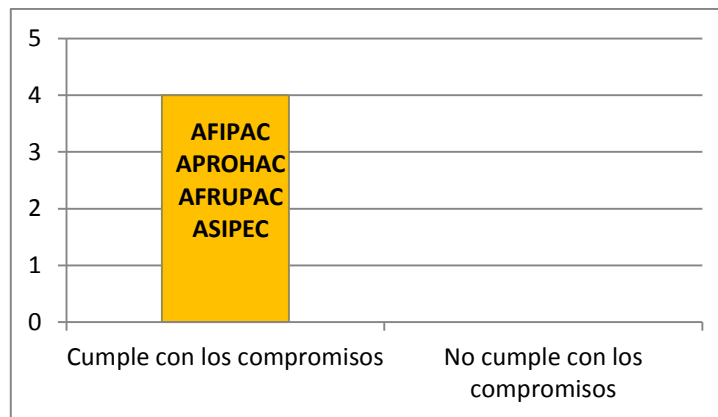 5
4
3
2
1
0
AFIPAC
APROHAC
AFRUPAC
ASIPEC
Cumple con los compromisos
No cumple con los
compromisos